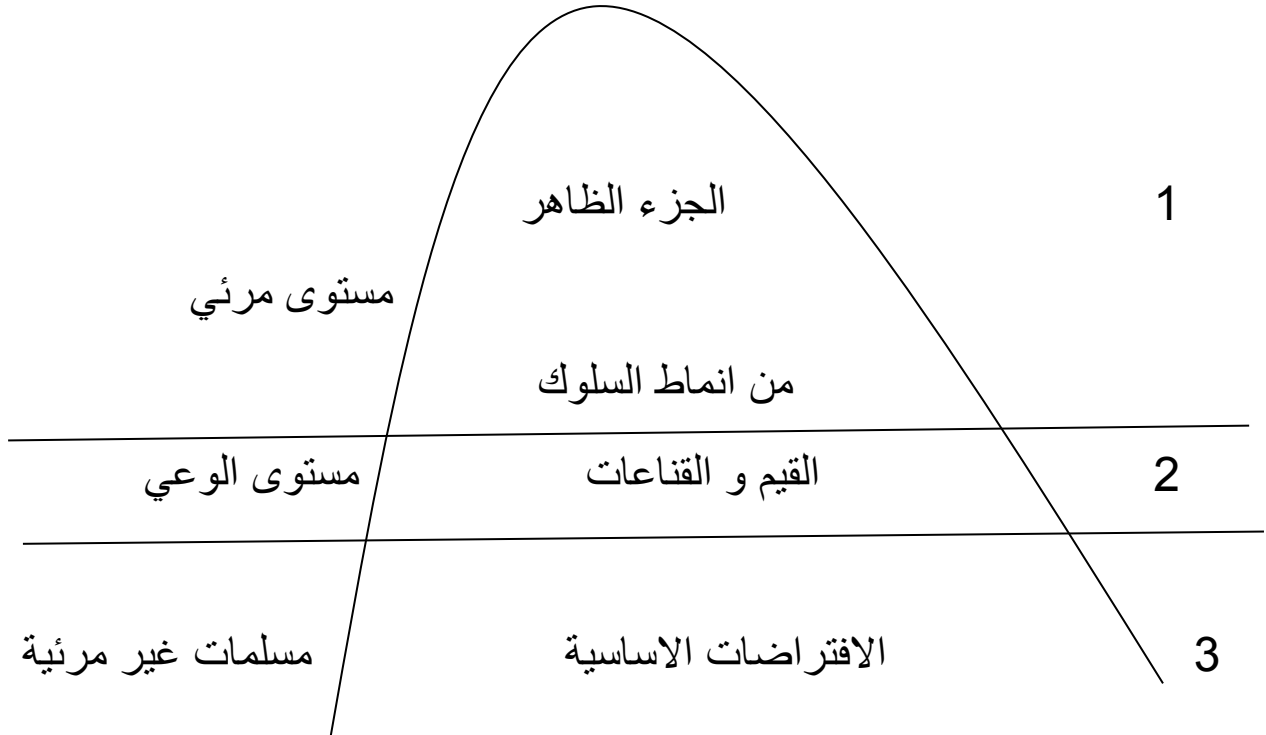 الجزء الظاهر
1
مستوى مرئي
من انماط السلوك
2
القيم و القناعات
مستوى الوعي
3
الافتراضات الاساسية
مسلمات غير مرئية